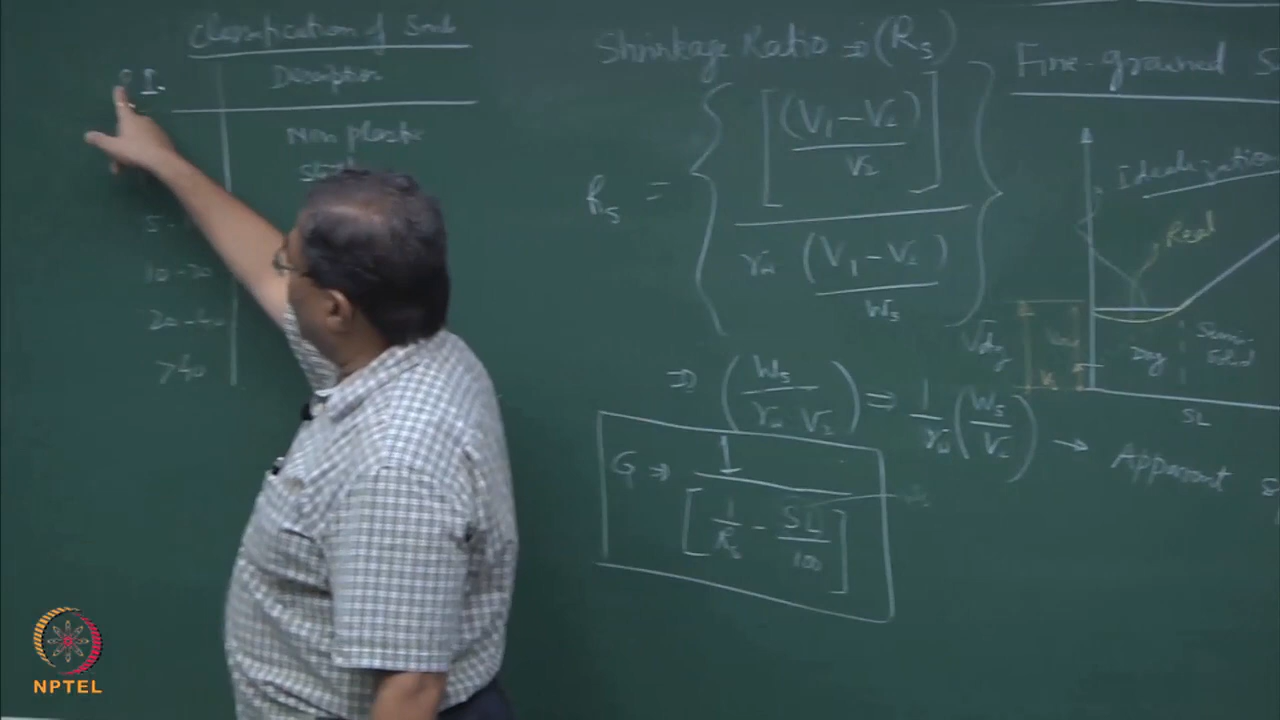 Classification of Soils
P.I.
Description
Non plastic
5
10-20
20-40
>40
Shrinkage Ratio ⇒ (Rs)
Rs = { [ (V1 - V2) / V2 ] / ( γw (V1 - V2) / Ws ) }
⇒ ( Ws / γw V2 ) ⇒ 1/γw ( Ws / V2 ) → Apparent
G ⇒ 1 / [ 1/Rs - SL/100 ]
Fine-grained S
Idealization
Real
Vdry
Dry
Semi-
Solid
SL
NPTEL